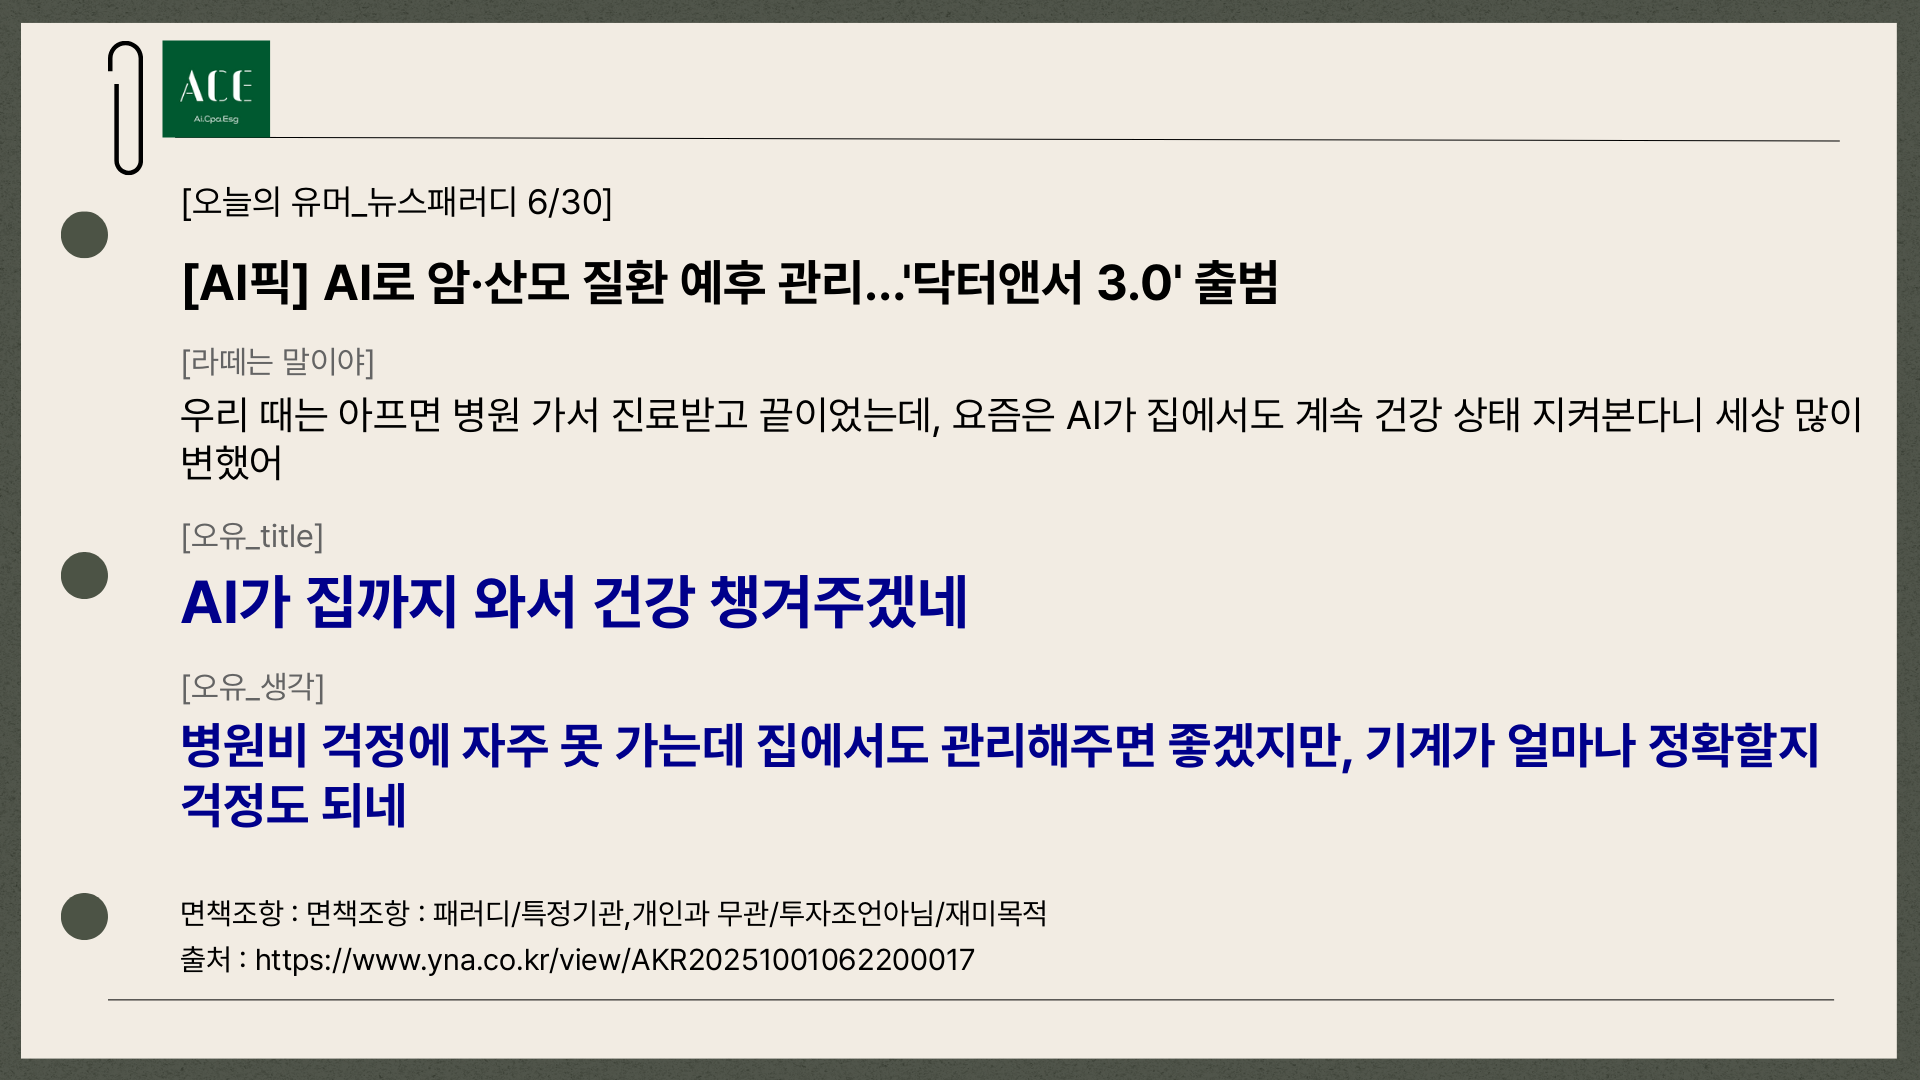 ACE
Ai.Cpa.Esg
[오늘의 유머_뉴스패러디 6/30]
[AI픽] AI로 암·산모 질환 예후 관리...'닥터앤서 3.0' 출범
[라떼는 말이야]
우리 때는 아프면 병원 가서 진료받고 끝이었는데, 요즘은 AI가 집에서도 계속 건강 상태 지켜본다니 세상 많이
변했어
[오유_title]
AI가 집까지 와서 건강 챙겨주겠네
[오유_생각]
병원비 걱정에 자주 못 가는데 집에서도 관리해주면 좋겠지만, 기계가 얼마나 정확할지
걱정도 되네
면책조항 : 면책조항 : 패러디/특정기관,개인과 무관/투자조언아님/재미목적
출처 : https://www.yna.co.kr/view/AKR20251001062200017